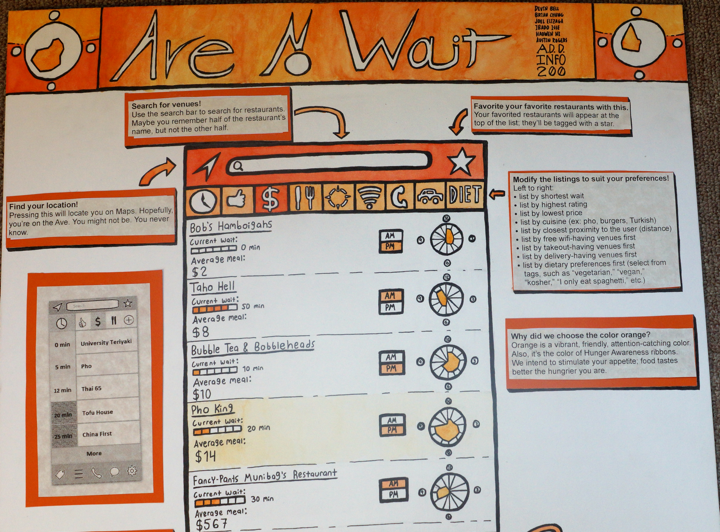 Are N! Wait
DEVIN BULL
BRIAN CHUNG
JOEL ELIZAGA
AUSTIN ROGERS
A.D.D.
INFO
200
Search for venues!
Use the search bar to search for restaurants.
Maybe you remember half of the restaurant's
name, but not the other half.
Favorite your favorite restaurants with this.
Your favorited restaurants will appear at the
top of the list; they'll be tagged with a star.
Find your location!
Pressing this will locate you on Maps. Hopefully,
you're on the Ave. You might not be. You never
know.
Modify the listings to suit your preferences!
Left to right:
• list by shortest wait
• list by highest rating
• list by lowest price
• list by cuisine (ex: pho, burgers, Turkish)
• list by closest proximity to the user (distance)
• list by free wifi-having venues first
• list by takeout-having venues first
• list by delivery-having venues first
• list by dietary preferences first (select from
tags, such as "vegetarian," "vegan,"
"kosher," "I only eat spaghetti," etc.)
$ DIET
Bob's Hamboigahs
Current Wait:
0 min
Average Meal:
$2
AM
PM
Taho Hell
Current Wait:
50 min
Average Meal:
$8
AM
PM
Bubble Tea & Bobbleheads
Current Wait:
10 min
Average Meal:
$10
AM
PM
Pho King
Current Wait:
20 min
Average Meal:
$14
AM
PM
Fancy-Pants Munibag's Restaurant
Current Wait:
30 min
Average Meal:
$567
AM
PM
$
0 min University Teriyaki
5 min Pho
12 min Thai 65
20 min Tofu House
25 min China First
More
Why did we choose the color orange?
Orange is a vibrant, friendly, attention-catching color.
Also, it's the color of Hunger Awareness ribbons.
We intend to stimulate your appetite; food tastes
better the hungrier you are.